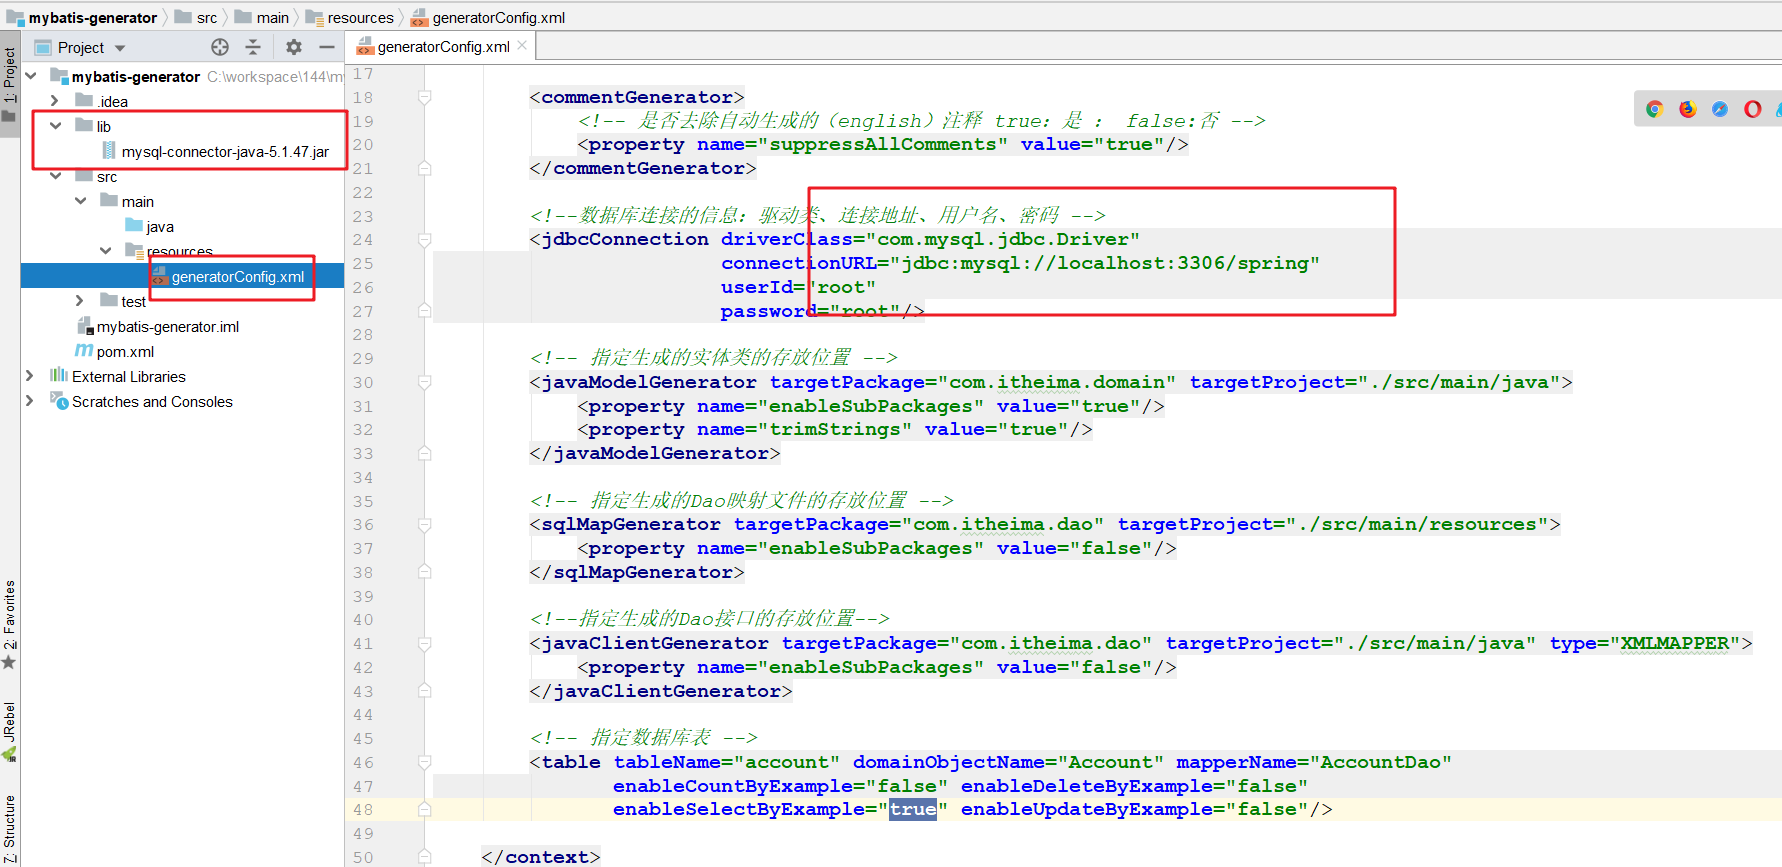 mybatis-generator src main resources generatorConfig.xml
Project
generatorConfig.xml
1: Project
2: Favorites
JRebel
Z: Structure
mybatis-generator C:\workspace\144\my
.idea
lib
mysql-connector-java-5.1.47.jar
src
main
java
resources
generatorConfig.xml
test
mybatis-generator.iml
pom.xml
External Libraries
Scratches and Consoles
17
18 <commentGenerator>
19 <!-- 是否去除自动生成的（english）注释 true：是 ： false:否 -->
20 <property name="suppressAllComments" value="true"/>
21 </commentGenerator>
22
23 <!--数据库连接的信息：驱动类、连接地址、用户名、密码 -->
24 <jdbcConnection driverClass="com.mysql.jdbc.Driver"
25 connectionURL="jdbc:mysql://localhost:3306/spring"
26 userId="root"
27 password="root"/>
28
29 <!-- 指定生成的实体类的存放位置 -->
30 <javaModelGenerator targetPackage="com.itheima.domain" targetProject="./src/main/java">
31 <property name="enableSubPackages" value="true"/>
32 <property name="trimStrings" value="true"/>
33 </javaModelGenerator>
34
35 <!-- 指定生成的Dao映射文件的存放位置 -->
36 <sqlMapGenerator targetPackage="com.itheima.dao" targetProject="./src/main/resources">
37 <property name="enableSubPackages" value="false"/>
38 </sqlMapGenerator>
39
40 <!--指定生成的Dao接口的存放位置-->
41 <javaClientGenerator targetPackage="com.itheima.dao" targetProject="./src/main/java" type="XMLMAPPER">
42 <property name="enableSubPackages" value="false"/>
43 </javaClientGenerator>
44
45 <!-- 指定数据库表 -->
46 <table tableName="account" domainObjectName="Account" mapperName="AccountDao"
47 enableCountByExample="false" enableDeleteByExample="false"
48 enableSelectByExample="true" enableUpdateByExample="false"/>
49
50 </context>